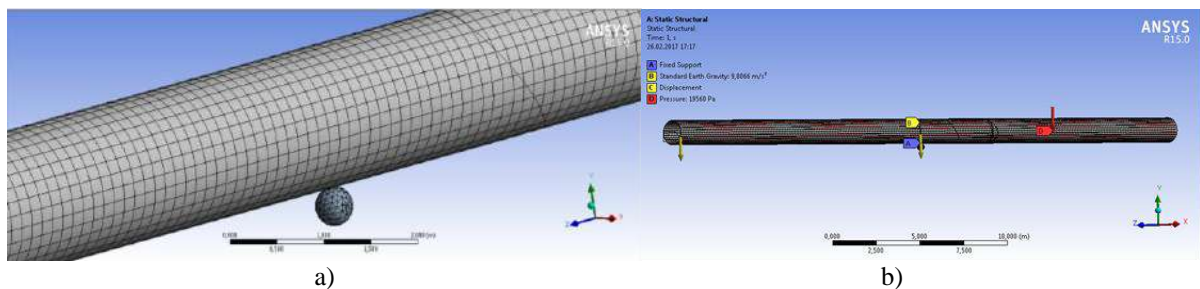 ANSYS
R15.0
Y
Z
X
0,000
1,000
2,000 (m)
0,500
1,500
a)
A: Static Structural
Static Structural
Time: 1, s
26.02.2017 17:17
A Fixed Support
B Standard Earth Gravity: 9,8066 m/s²
C Displacement
D Pressure: 18560 Pa
ANSYS
R15.0
B
A
D
Y
Z
X
0,000
5,000
10,000 (m)
2,500
7,500
b)